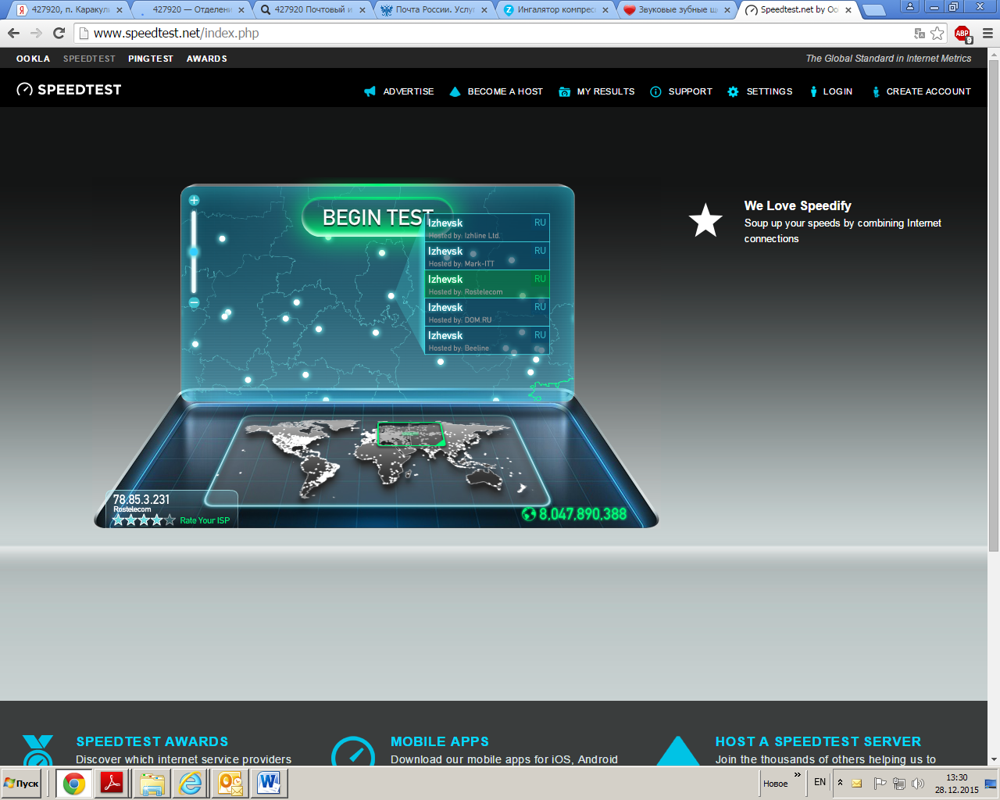 427920, п. Каракул
427920 — Отделени
427920 Почтовый и
Почта России. Услуг
Ингалятор компрес
Звуковые зубные щ
Speedtest.net by Oo
www.speedtest.net/index.php
ABP
9
OOKLA SPEEDTEST PINGTEST AWARDS
The Global Standard in Internet Metrics
SPEEDTEST
ADVERTISE BECOME A HOST MY RESULTS SUPPORT SETTINGS LOGIN CREATE ACCOUNT
BEGIN TEST
Izhevsk RU
Hosted by: Izhline Ltd.
Izhevsk RU
Hosted by: Mark-ITT
Izhevsk RU
Hosted by: Rostelecom
Izhevsk RU
Hosted by: DOM.RU
Izhevsk RU
Hosted by: Beeline
We Love Speedify
Soup up your speeds by combining Internet
connections
78.85.3.231
Rostelecom
Rate Your ISP
8,047,890,388
SPEEDTEST AWARDS
Discover which internet service providers
MOBILE APPS
Download our mobile apps for iOS, Android
HOST A SPEEDTEST SERVER
Join the thousands of others helping us to
Пуск
Новое
EN
13:30
28.12.2015